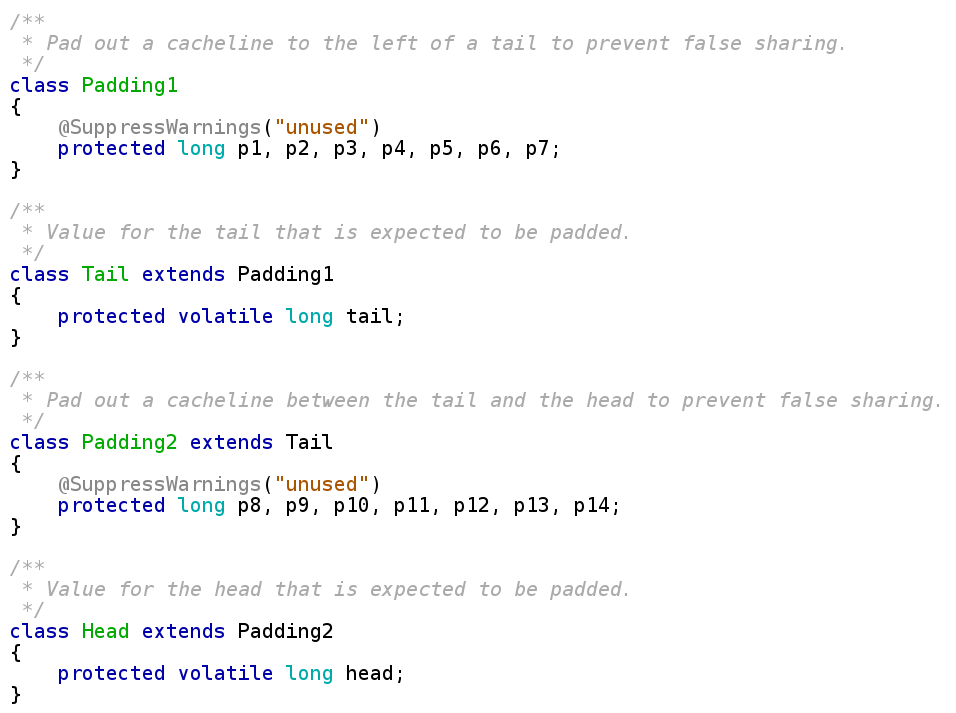 /**
 * Pad out a cacheline to the left of a tail to prevent false sharing.
 */
class Padding1
{
    @SuppressWarnings("unused")
    protected long p1, p2, p3, p4, p5, p6, p7;
}

/**
 * Value for the tail that is expected to be padded.
 */
class Tail extends Padding1
{
    protected volatile long tail;
}

/**
 * Pad out a cacheline between the tail and the head to prevent false sharing.
 */
class Padding2 extends Tail
{
    @SuppressWarnings("unused")
    protected long p8, p9, p10, p11, p12, p13, p14;
}

/**
 * Value for the head that is expected to be padded.
 */
class Head extends Padding2
{
    protected volatile long head;
}